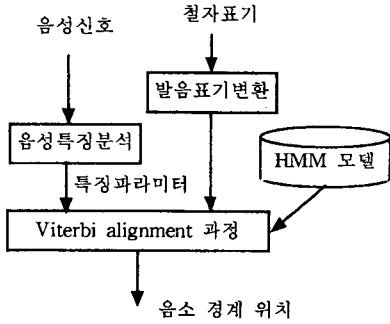 음성신호
철자표기
발음표기변환
음성특징분석
HMM 모델
특징파라미터
Viterbi alignment 과정
음소 경계 위치